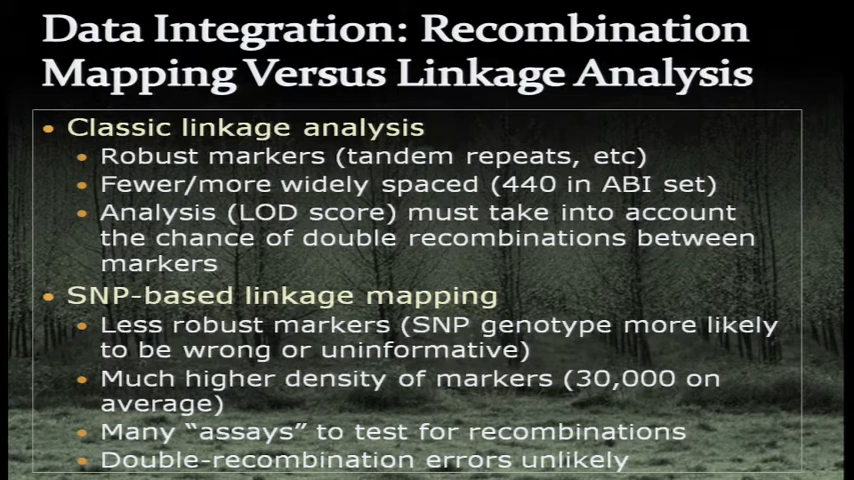 Data Integration: Recombination
Mapping Versus Linkage Analysis
• Classic linkage analysis
• Robust markers (tandem repeats, etc)
• Fewer/more widely spaced (440 in ABI set)
• Analysis (LOD score) must take into account
the chance of double recombinations between
markers
• SNP-based linkage mapping
• Less robust markers (SNP genotype more likely
to be wrong or uninformative)
• Much higher density of markers (30,000 on
average)
• Many “assays” to test for recombinations
• Double-recombination errors unlikely